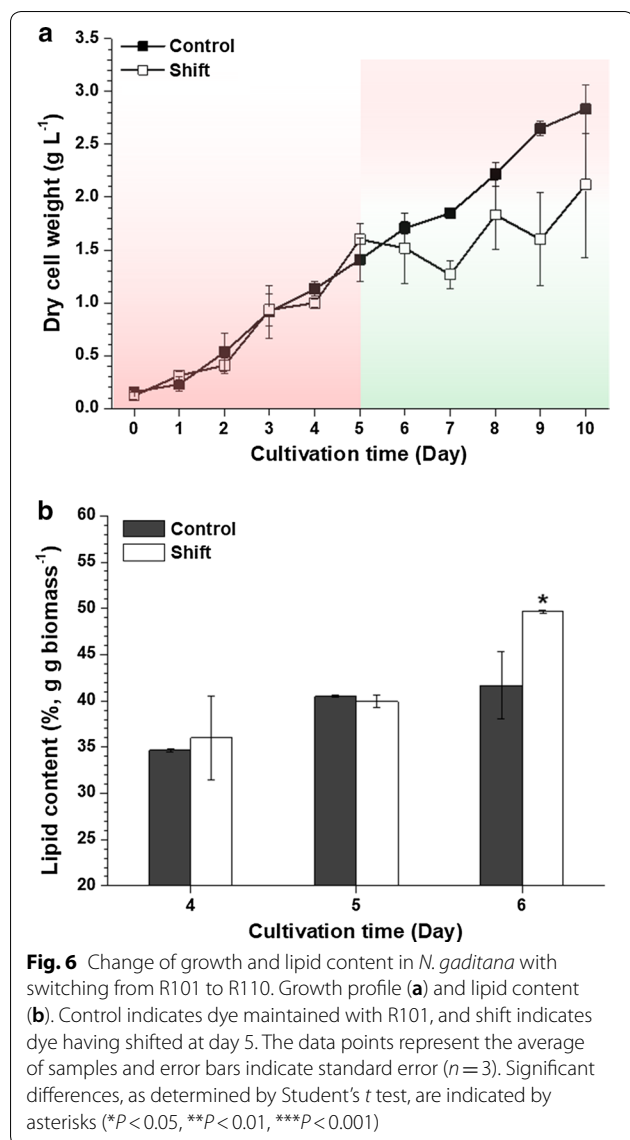 a
Control
Shift
3.5
3.0
2.5
2.0
1.5
1.0
0.5
0.0
Dry cell weight (g L-1)
0 1 2 3 4 5 6 7 8 9 10
Cultivation time (Day)
b
Control
Shift
60
55
50
45
40
35
30
25
20
Lipid content (%, g g biomass-1)
*
4 5 6
Cultivation time (Day)
Fig. 6 Change of growth and lipid content in N. gaditana with
switching from R101 to R110. Growth profile (a) and lipid content
(b). Control indicates dye maintained with R101, and shift indicates
dye having shifted at day 5. The data points represent the average
of samples and error bars indicate standard error (n = 3). Significant
differences, as determined by Student's t test, are indicated by
asterisks (*P < 0.05, **P < 0.01, ***P < 0.001)